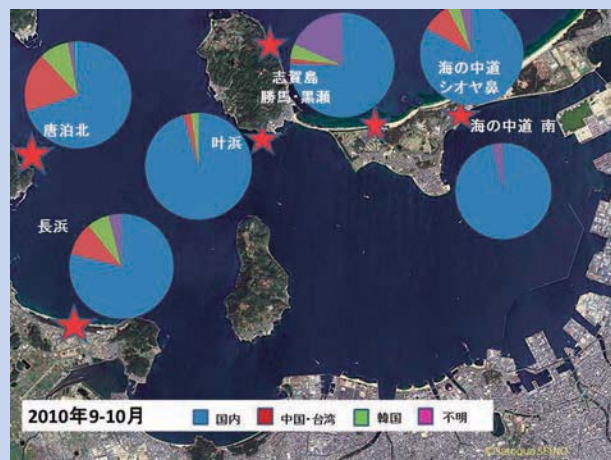 唐泊北
志賀島
勝馬・黒瀬
海の中道
シオヤ鼻
叶浜
海の中道 南
長浜
2010年9-10月
国内
中国・台湾
韓国
不明